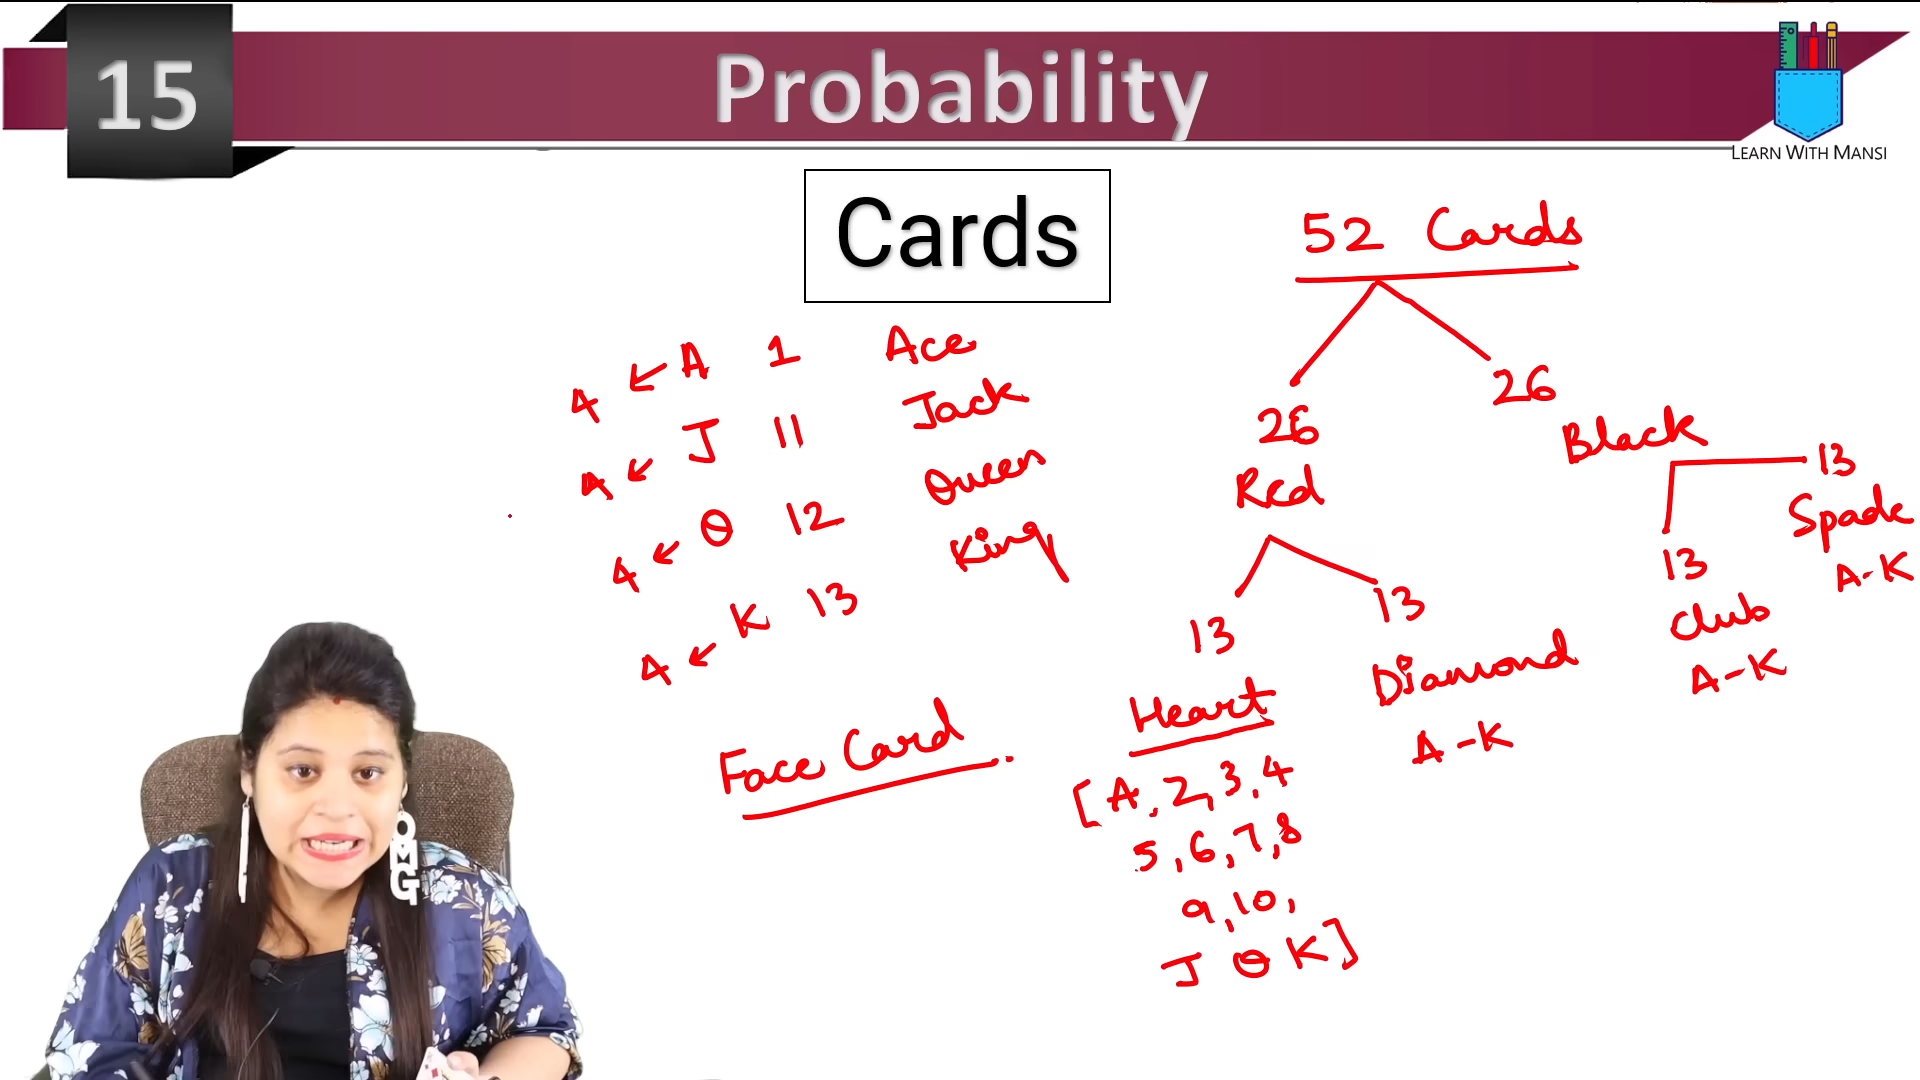 15
Probability
LEARN WITH MANSI
Cards
52 Cards
4 ← A 1 Ace
4 ← J 11 Jack
4 ← Q 12 Queen
4 ← K 13 King
Face Card
26
Red
26
Black
13
Heart
[A, 2, 3, 4
5, 6, 7, 8
9, 10,
J Q K]
13
Diamond
A-K
13
Club
A-K
13
Spade
A-K
OMG